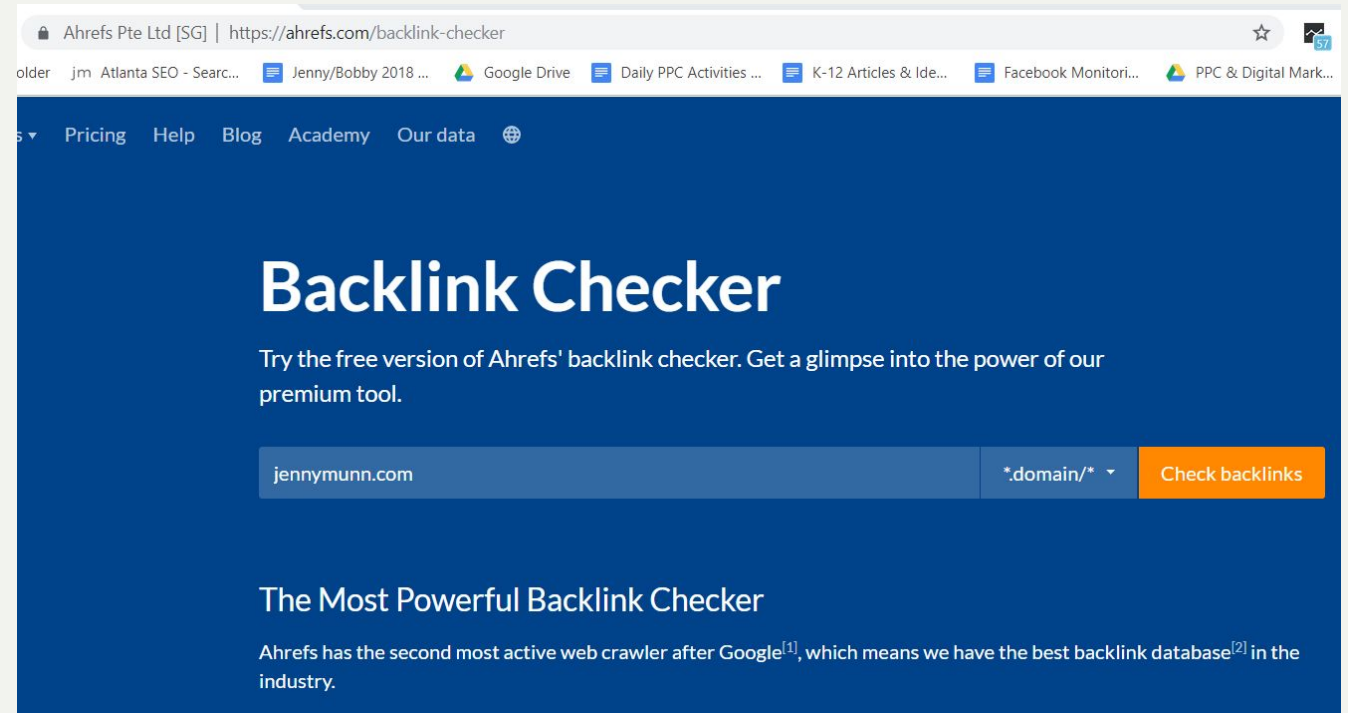 Ahrefs Pte Ltd [SG] | https://ahrefs.com/backlink-checker
57
older jm Atlanta SEO - Searc... Jenny/Bobby 2018 ... Google Drive Daily PPC Activities ... K-12 Articles & Ide... Facebook Monitori... PPC & Digital Mark...
s Pricing Help Blog Academy Our data
Backlink Checker
Try the free version of Ahrefs' backlink checker. Get a glimpse into the power of our
premium tool.
jennymunn.com *.domain/* Check backlinks
The Most Powerful Backlink Checker
Ahrefs has the second most active web crawler after Google[1], which means we have the best backlink database[2] in the
industry.